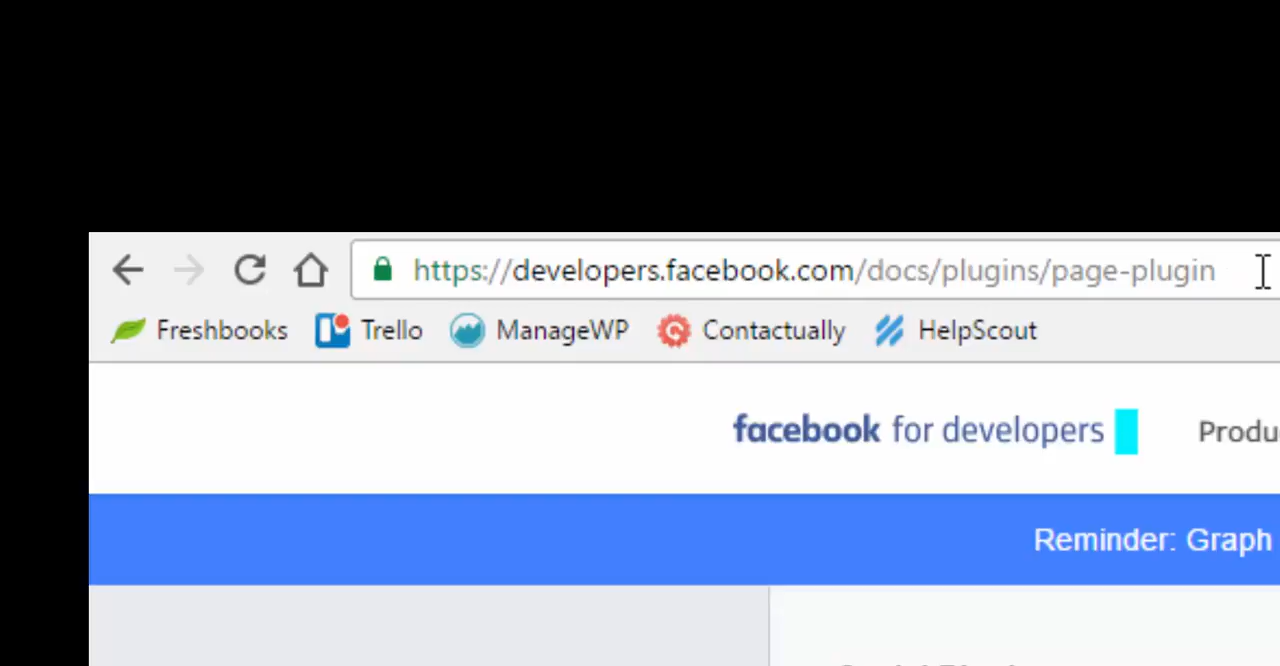 https://developers.facebook.com/docs/plugins/page-plugin
Freshbooks Trello ManageWP Contactually HelpScout
facebook for developers
Reminder: Graph